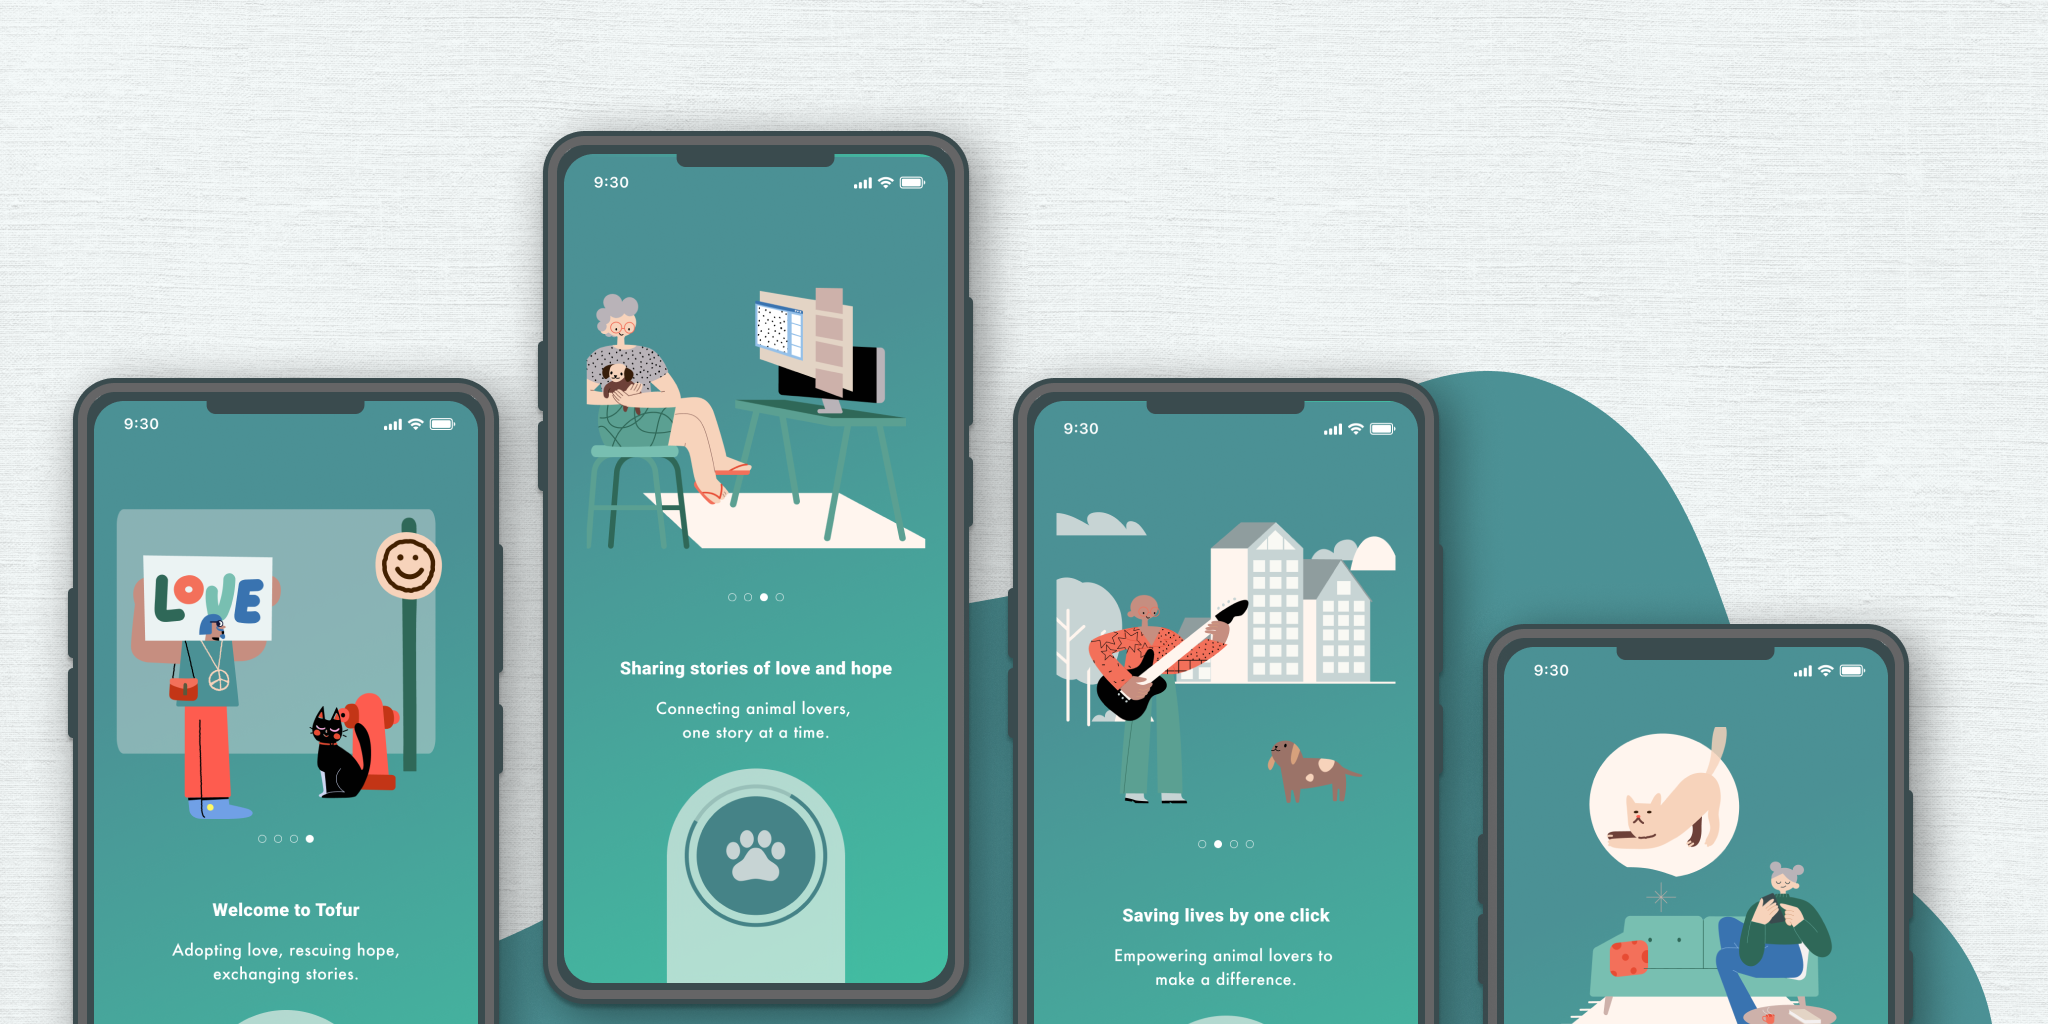 9:30
LOVE
Welcome to Tofur
Adopting love, rescuing hope,
exchanging stories.
9:30
Sharing stories of love and hope
Connecting animal lovers,
one story at a time.
9:30
Saving lives by one click
Empowering animal lovers to
make a difference.
9:30